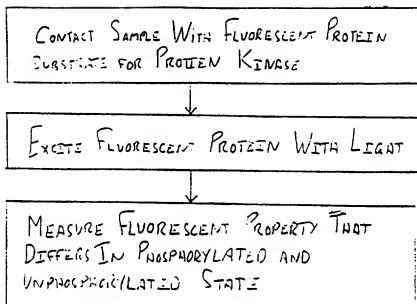 CONTACT SAMPLE WITH FLUORESCENT PROTEIN
SUBSTRATE FOR PROTEIN KINASE
EXCITE FLUORESCENT PROTEIN WITH LIGHT
MEASURE FLUORESCENT PROPERTY THAT
DIFFERS IN PHOSPHORYLATED AND
UNPHOSPHORYLATED STATE